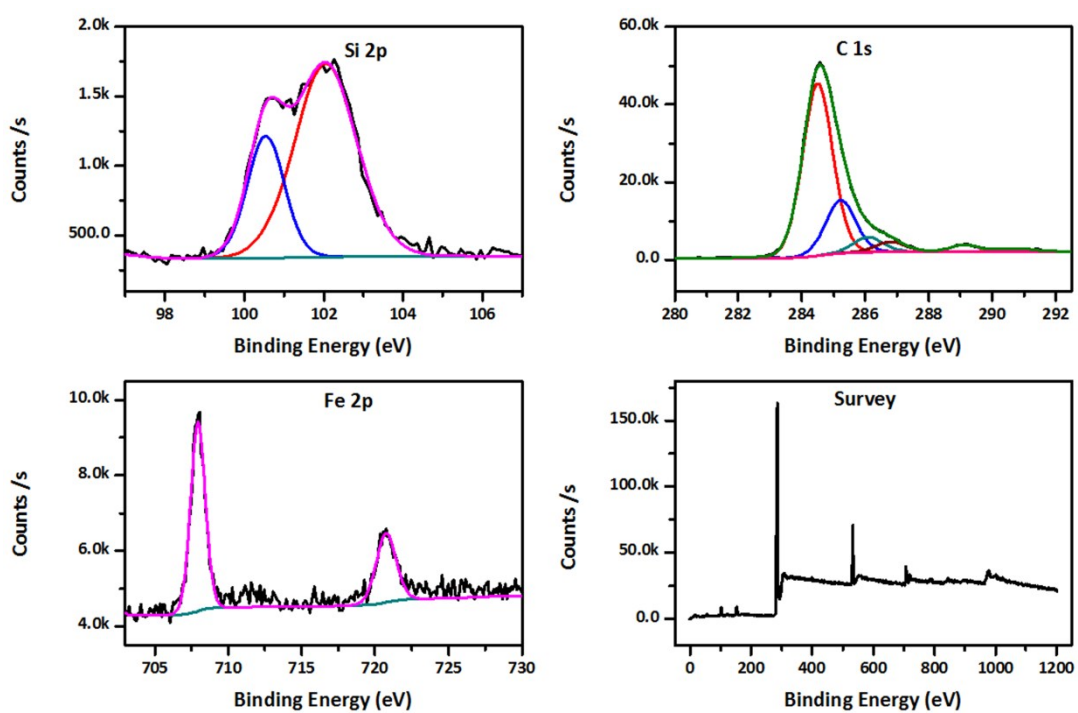 Si 2p
Counts /s
2.0k
1.5k
1.0k
500.0
98 100 102 104 106
Binding Energy (eV)
C 1s
Counts /s
60.0k
40.0k
20.0k
0.0
280 282 284 286 288 290 292
Binding Energy (eV)
Fe 2p
Counts /s
10.0k
8.0k
6.0k
4.0k
705 710 715 720 725 730
Binding Energy (eV)
Survey
Counts /s
150.0k
100.0k
50.0k
0.0
0 200 400 600 800 1000 1200
Binding Energy (eV)